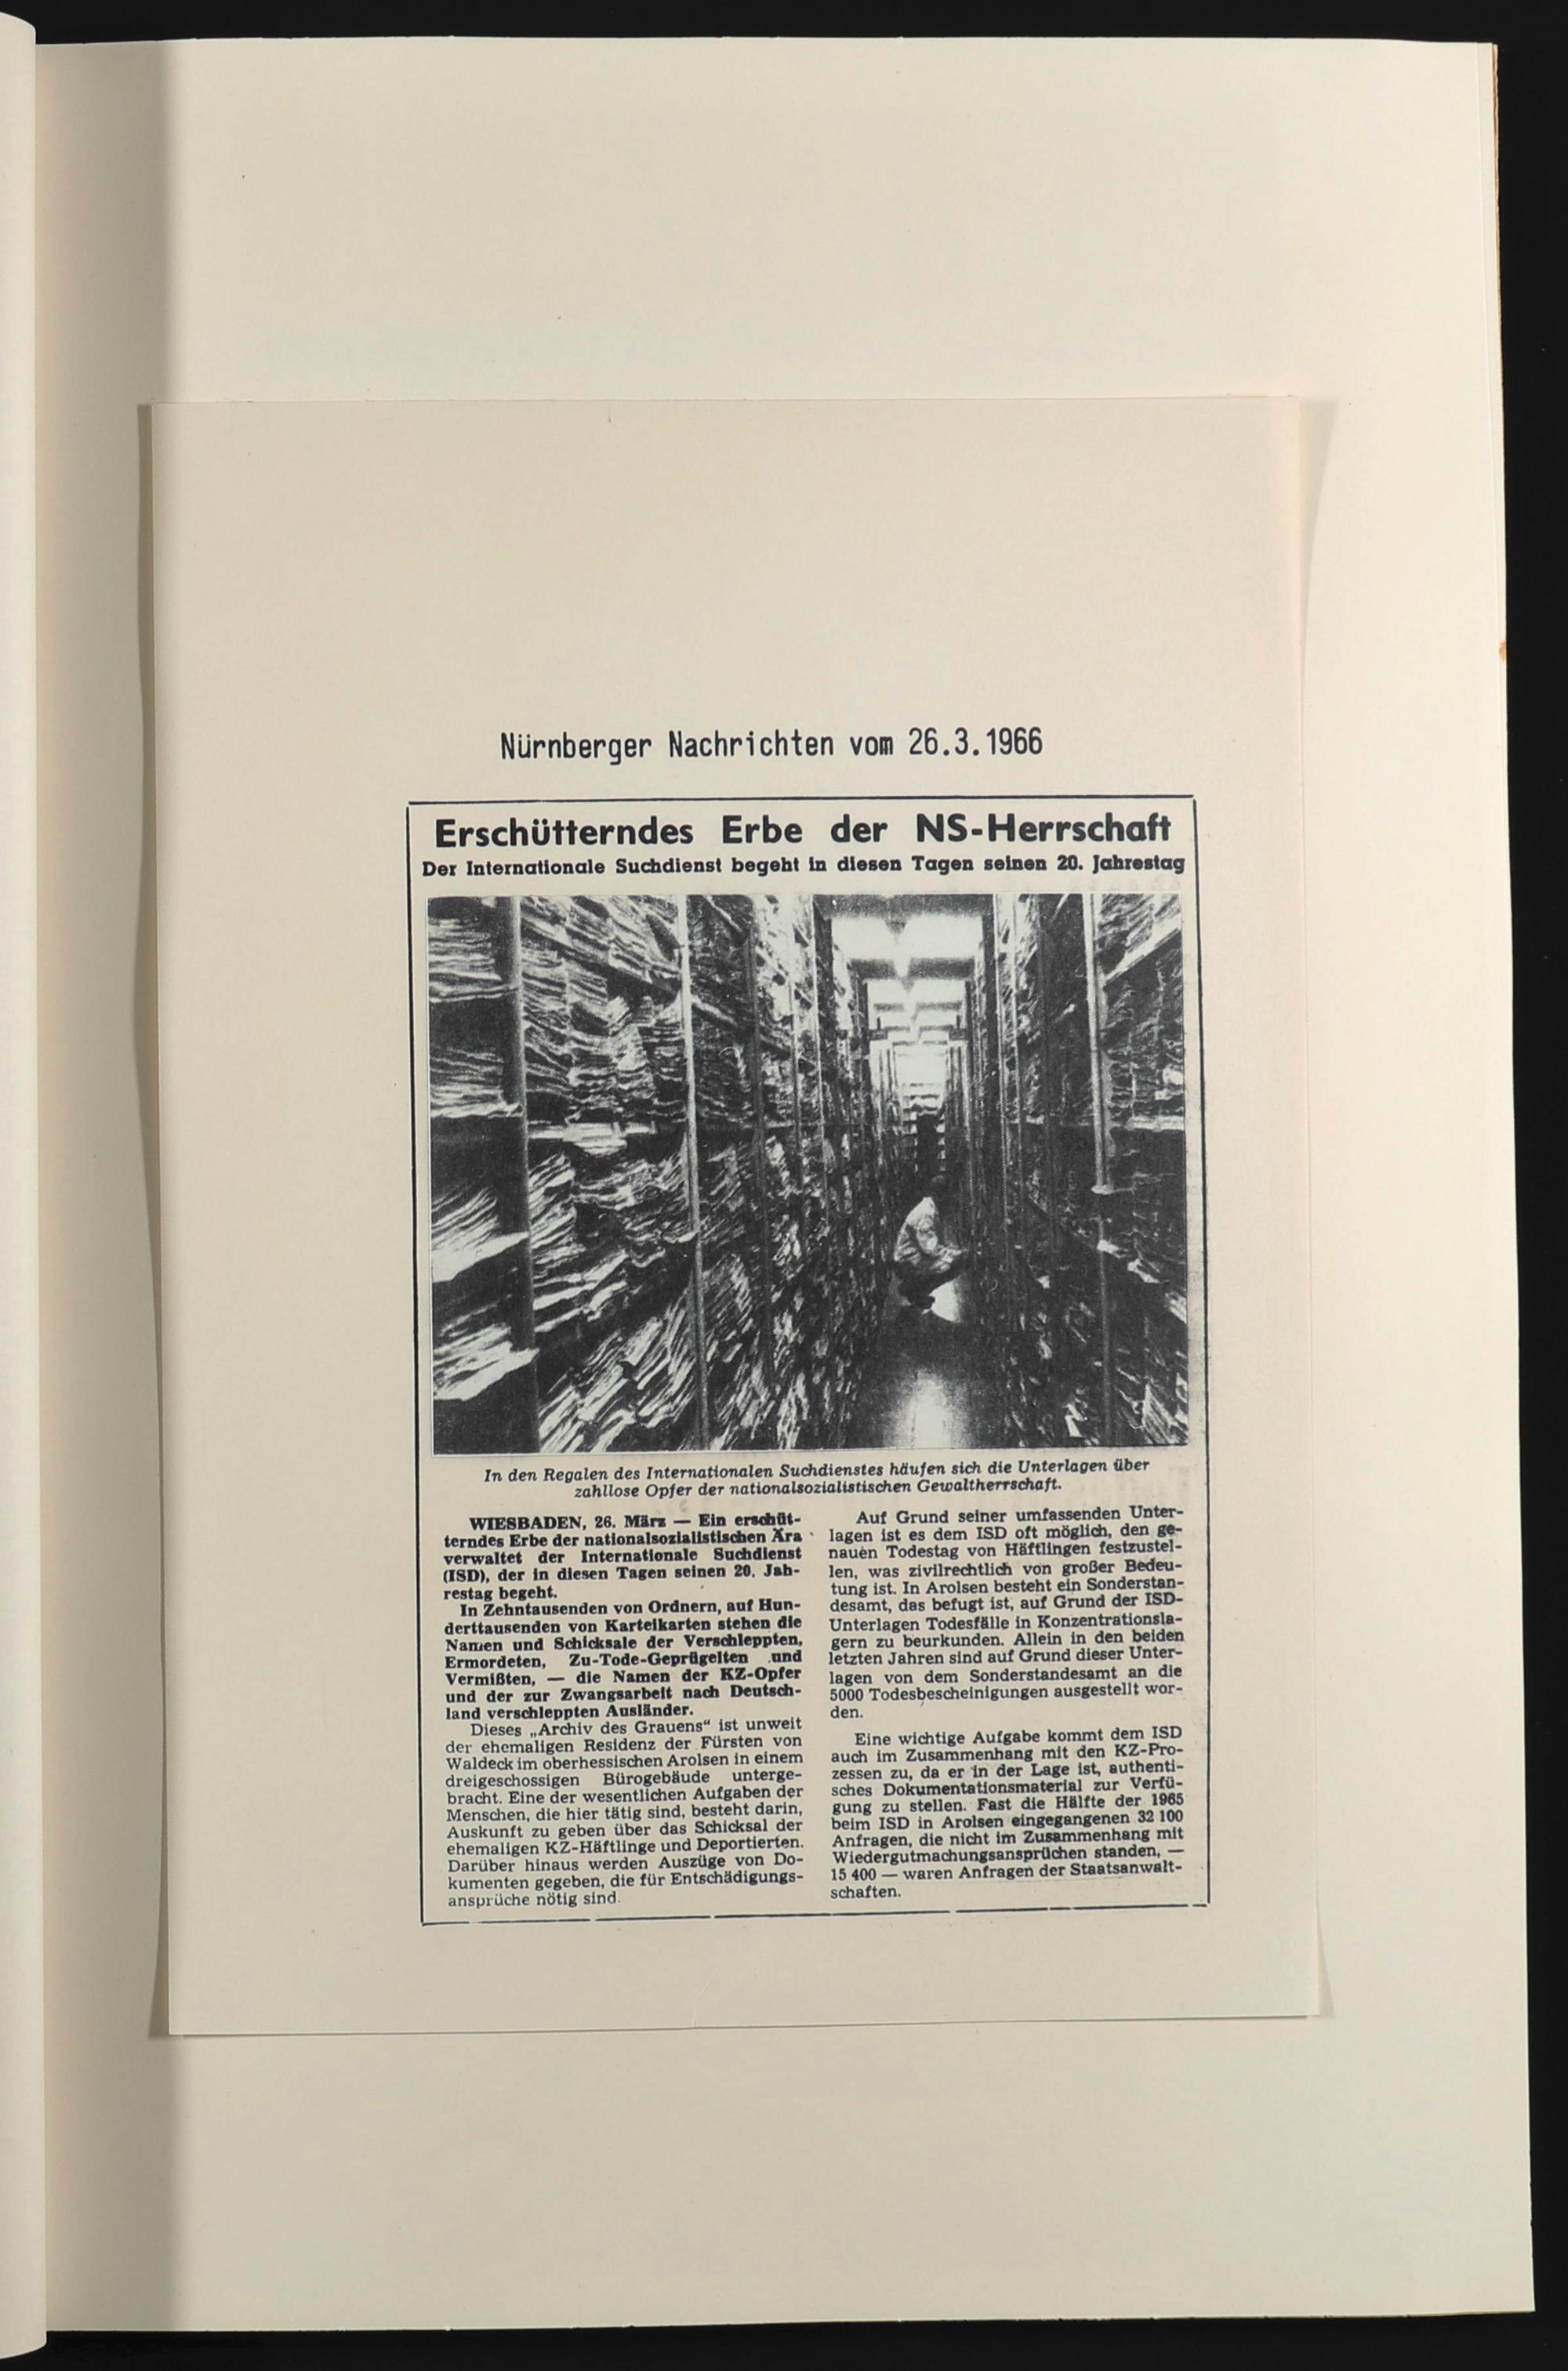 Nürnberger Nachrichten vom 26.3.1966
Erschütterndes Erbe der NS-Herrschaft
Der Internationale Suchdienst begeht in diesen Tagen seinen 20. Jahrestag
In den Regalen des Internationalen Suchdienstes häufen sich die Unterlagen über
zahllose Opfer der nationalsozialistischen Gewaltherrschaft.
WIESBADEN, 26. März — Ein erschüt-
terndes Erbe der nationalsozialistischen Ära
verwaltet der Internationale Suchdienst
(ISD), der in diesen Tagen seinen 20. Jah-
restag begeht.
In Zehntausenden von Ordnern, auf Hun-
derttausenden von Karteikarten stehen die
Namen und Schicksale der Verschleppten,
Ermordeten, Zu-Tode-Geprügelten und
Vermißten, — die Namen der KZ-Opfer
und der zur Zwangsarbeit nach Deutsch-
land verschleppten Ausländer.
Dieses „Archiv des Grauens“ ist unweit
der ehemaligen Residenz der Fürsten von
Waldeck im oberhessischen Arolsen in einem
dreigeschossigen Bürogebäude unterge-
bracht. Eine der wesentlichen Aufgaben der
Menschen, die hier tätig sind, besteht darin,
Auskunft zu geben über das Schicksal der
ehemaligen KZ-Häftlinge und Deportierten.
Darüber hinaus werden Auszüge von Do-
kumenten gegeben, die für Entschädigungs-
ansprüche nötig sind.
Auf Grund seiner umfassenden Unter-
lagen ist es dem ISD oft möglich, den ge-
nauen Todestag von Häftlingen festzustel-
len, was zivilrechtlich von großer Bedeu-
tung ist. In Arolsen besteht ein Sonderstan-
desamt, das befugt ist, auf Grund der ISD-
Unterlagen Todesfälle in Konzentrationsla-
gern zu beurkunden. Allein in den beiden
letzten Jahren sind auf Grund dieser Unter-
lagen von dem Sonderstandesamt an die
5000 Todesbescheinigungen ausgestellt wor-
den.
Eine wichtige Aufgabe kommt dem ISD
auch im Zusammenhang mit den KZ-Pro-
zessen zu, da er in der Lage ist, authenti-
sches Dokumentationsmaterial zur Verfü-
gung zu stellen. Fast die Hälfte der 1965
beim ISD in Arolsen eingegangenen 32 100
Anfragen, die nicht im Zusammenhang mit
Wiedergutmachungsansprüchen standen, —
15 400 — waren Anfragen der Staatsanwalt-
schaften.